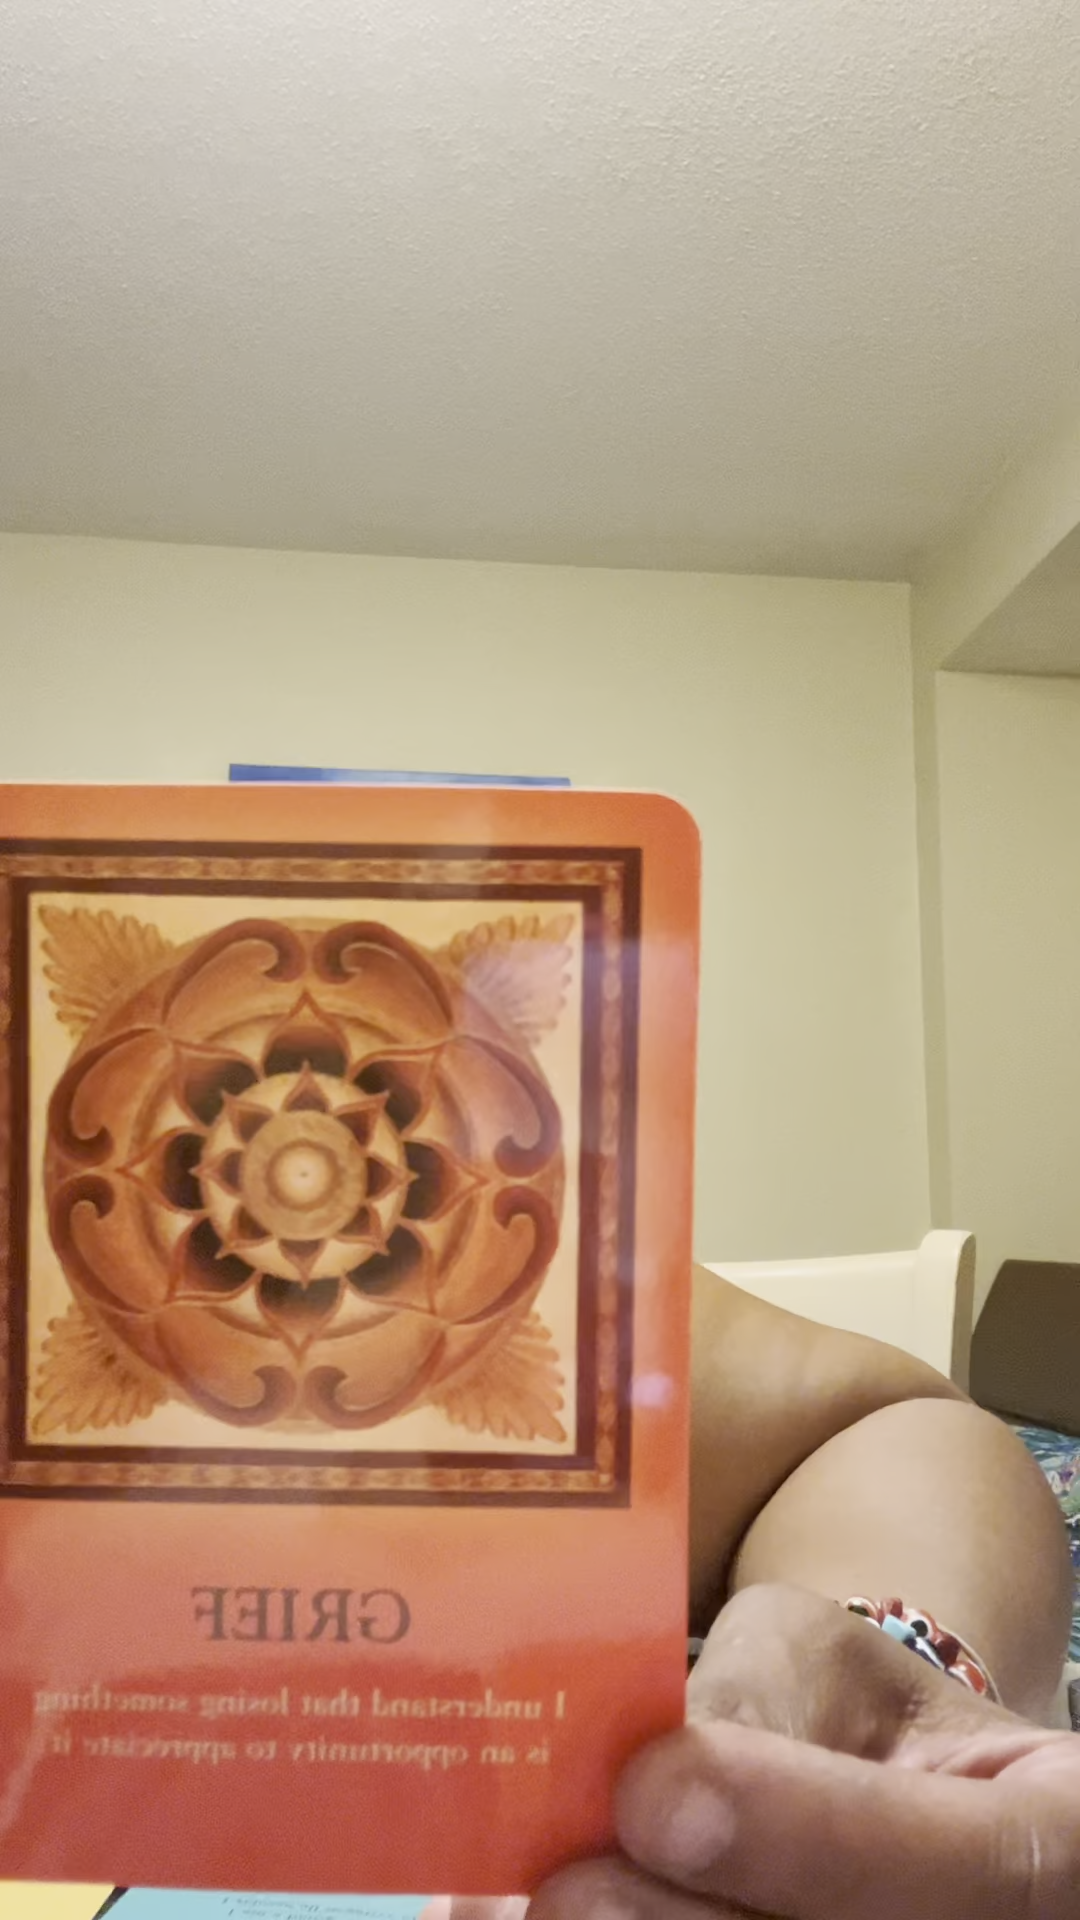 GRIEF
I understand that losing something
is an opportunity to appreciate it